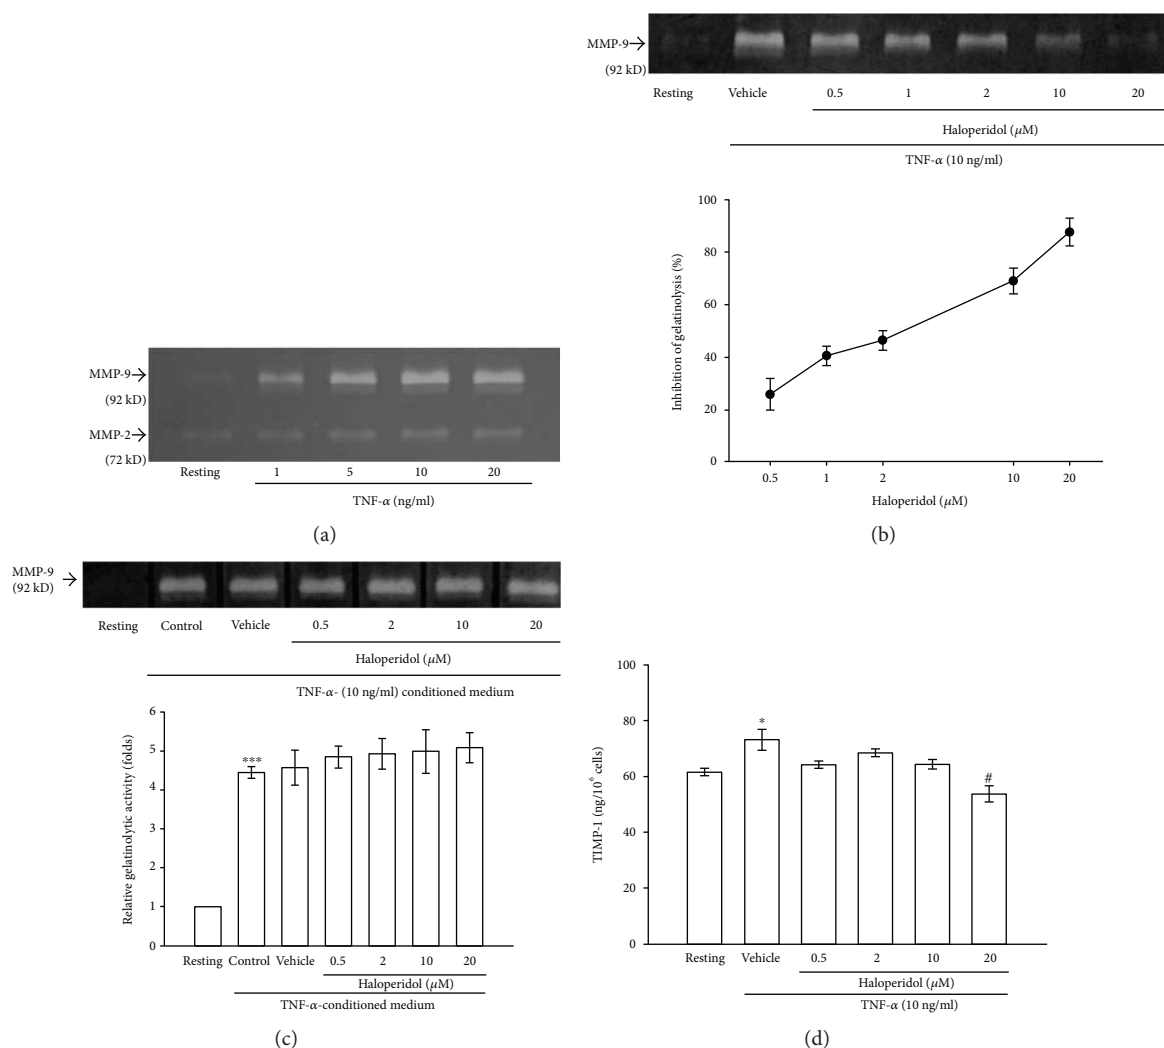 MMP-9
(92 kD)
MMP-2
(72 kD)
Resting 1 5 10 20
TNF-α (ng/ml)
(a)
MMP-9
(92 kD)
Resting Vehicle 0.5 1 2 10 20
Haloperidol (μM)
TNF-α (10 ng/ml)
Inhibition of gelatinolysis (%)
100
80
60
40
20
0
0.5 1 2 10 20
Haloperidol (μM)
(b)
MMP-9
(92 kD)
Resting Control Vehicle 0.5 2 10 20
Haloperidol (μM)
TNF-α- (10 ng/ml) conditioned medium
Relative gelatinolytic activity (folds)
6
5
4
3
2
1
0
***
Resting Control Vehicle 0.5 2 10 20
Haloperidol (μM)
TNF-α-conditioned medium
(c)
TIMP-1 (ng/10⁶ cells)
100
80
60
40
20
0
*
#
Resting Vehicle 0.5 2 10 20
Haloperidol (μM)
TNF-α (10 ng/ml)
(d)